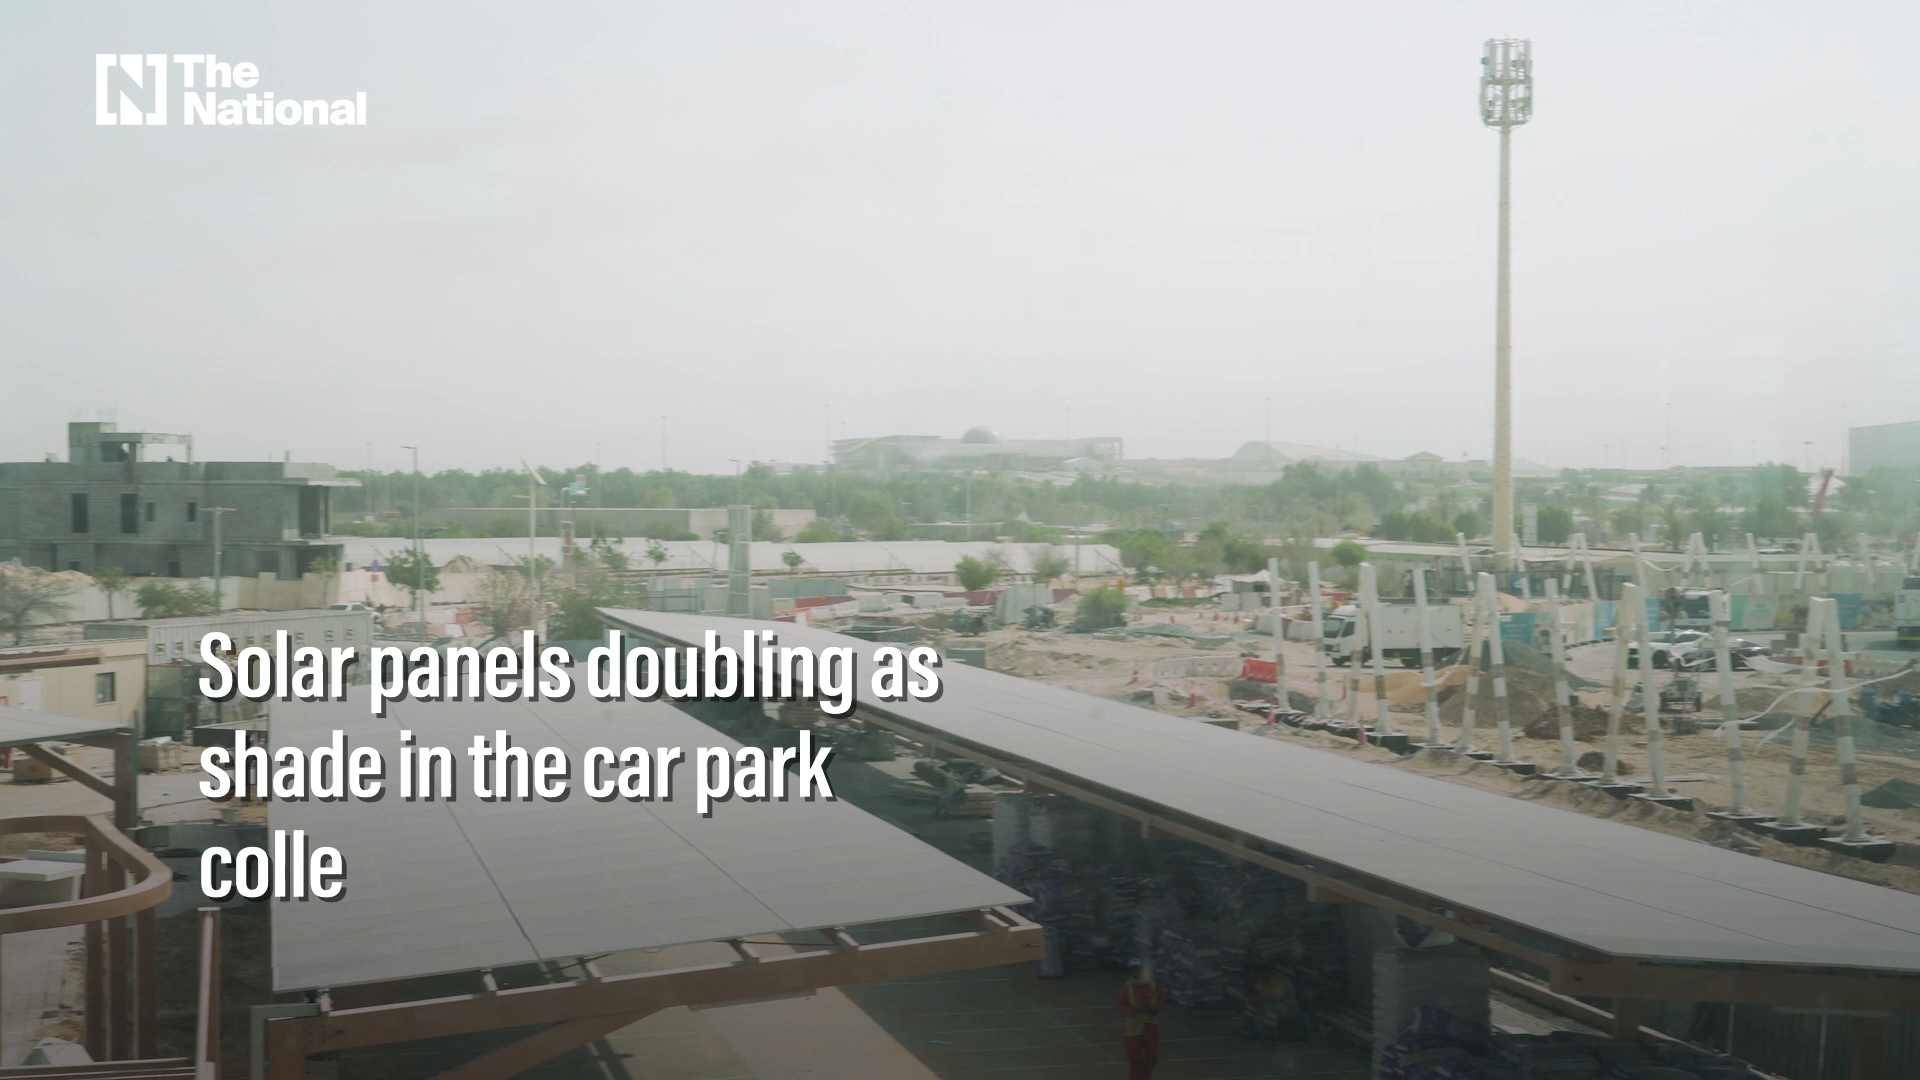 The
National
Solar panels doubling as
shade in the car park
colle